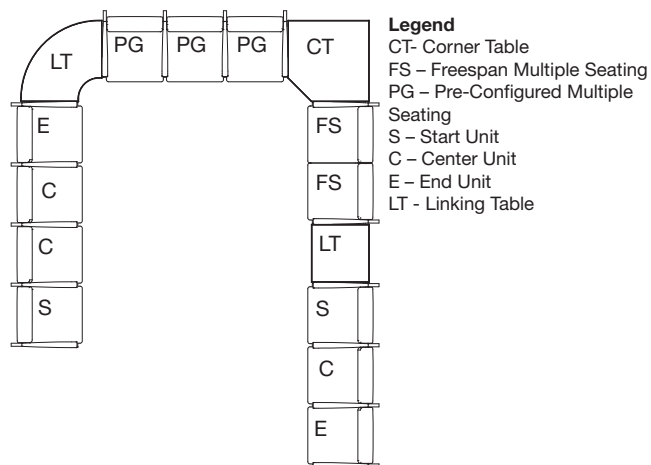 LT PG PG PG CT
E FS
C FS
C LT
S S
C
E
Legend
CT- Corner Table
FS – Freespan Multiple Seating
PG – Pre-Configured Multiple
Seating
S – Start Unit
C – Center Unit
E – End Unit
LT - Linking Table